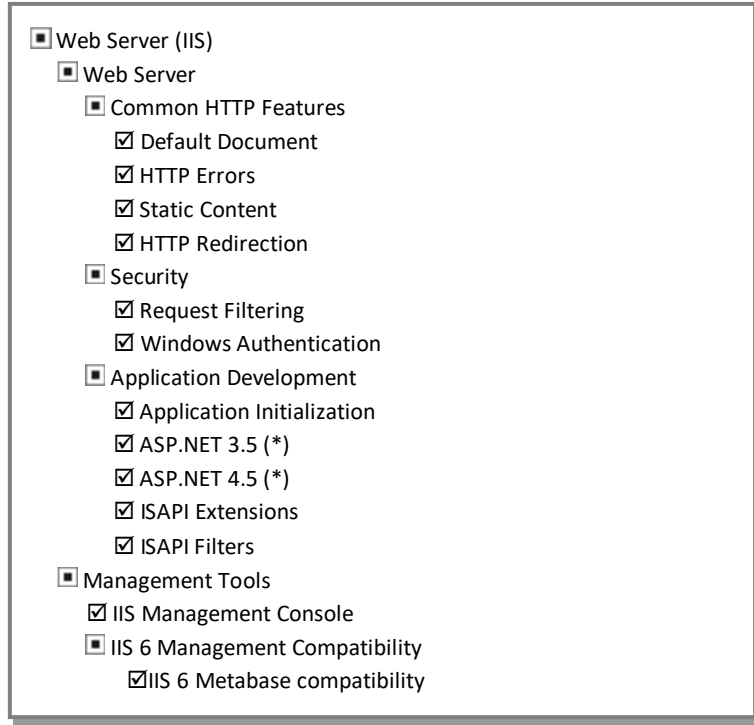 Web Server (IIS)
Web Server
Common HTTP Features
Default Document
HTTP Errors
Static Content
HTTP Redirection
Security
Request Filtering
Windows Authentication
Application Development
Application Initialization
ASP.NET 3.5 (*)
ASP.NET 4.5 (*)
ISAPI Extensions
ISAPI Filters
Management Tools
IIS Management Console
IIS 6 Management Compatibility
IIS 6 Metabase compatibility